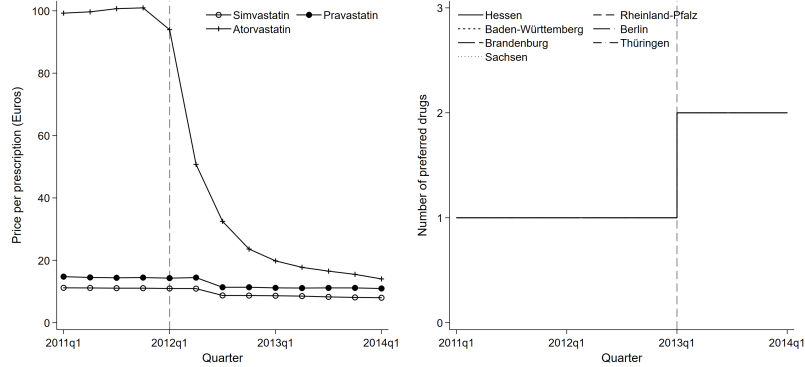 Simvastatin
Pravastatin
Atorvastatin
Price per prescription (Euros)
100
80
60
40
20
0
2011q1
2012q1
2013q1
2014q1
Quarter
Hessen
Rheinland-Pfalz
Baden-Württemberg
Berlin
Brandenburg
Thüringen
Sachsen
Number of preferred drugs
3
2
1
0
2011q1
2012q1
2013q1
2014q1
Quarter